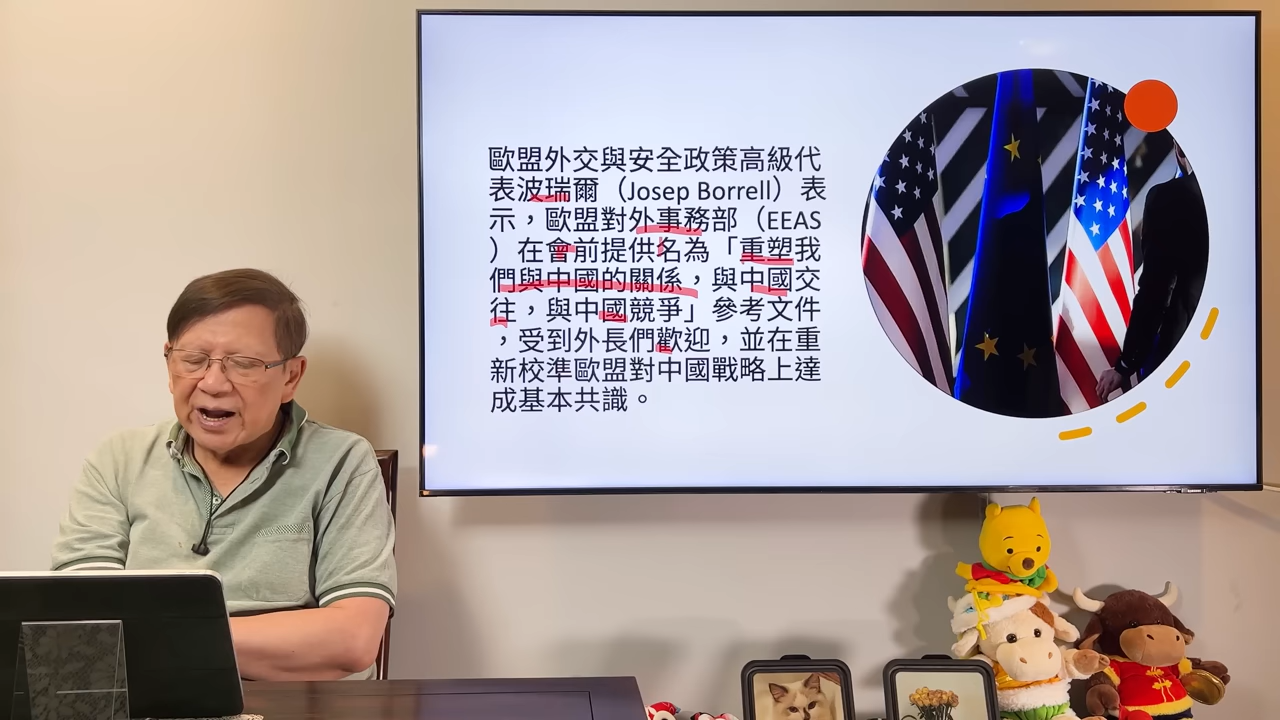 歐盟外交與安全政策高級代
表波瑞爾（Josep Borrell）表
示，歐盟對外事務部（EEAS
）在會前提供名為「重塑我
們與中國的關係，與中國交
往，與中國競爭」參考文件
，受到外長們歡迎，並在重
新校準歐盟對中國戰略上達
成基本共識。